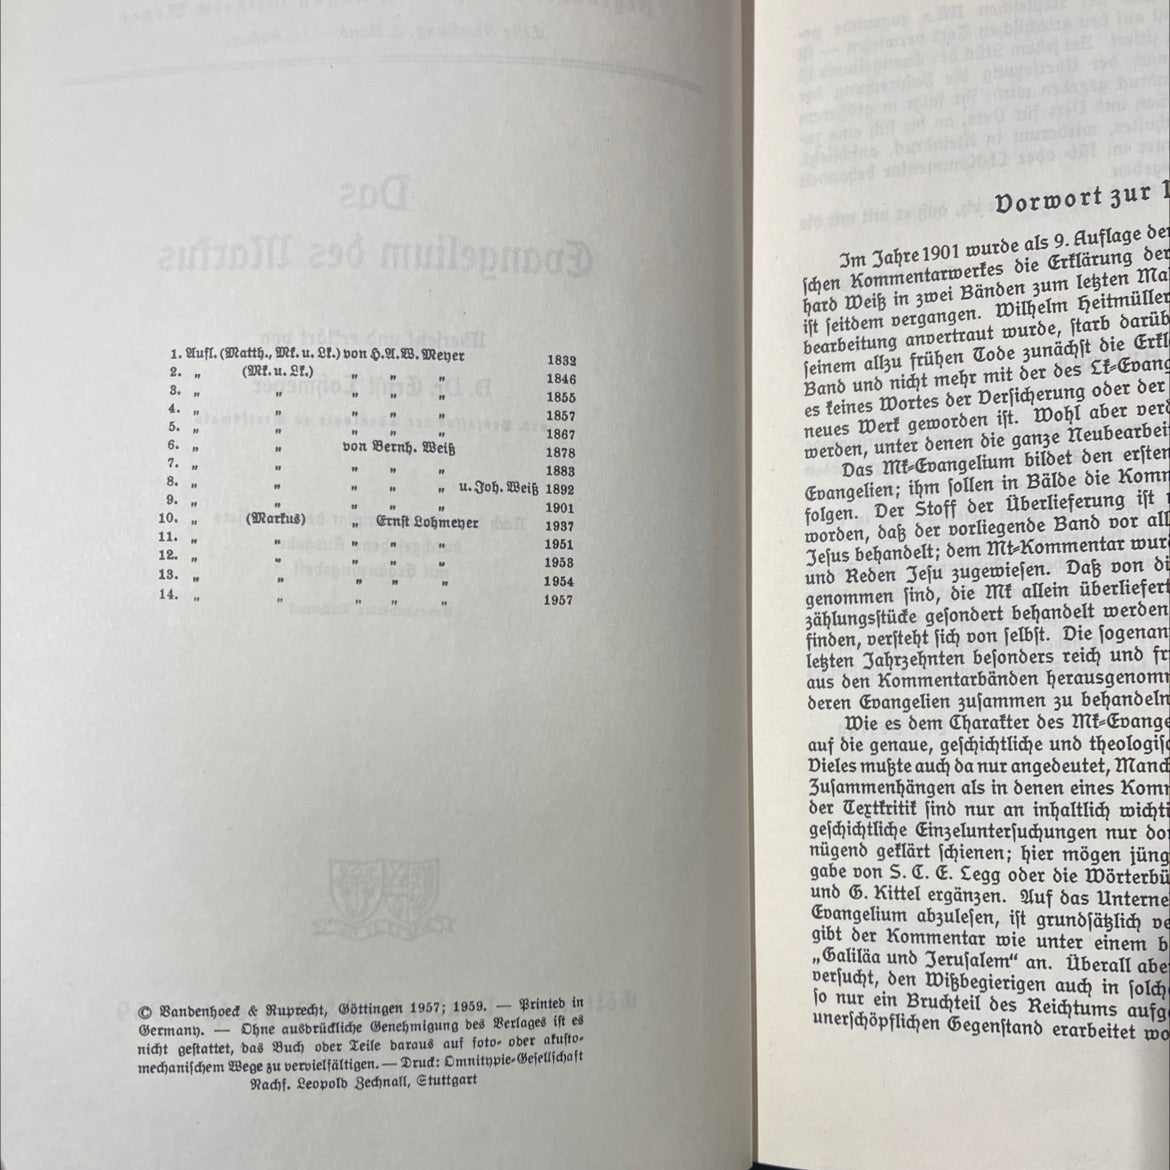 1. Aufl. (Matth., Mk. u. Lk.) von H. A. W. Meyer 1832
2. „ (Mk. u. Lk.) „ „ „ 1846
3. „ „ „ „ „ 1855
4. „ „ „ „ „ 1857
5. „ „ „ „ „ 1867
6. „ „ von Bernh. Weiß 1878
7. „ „ „ „ „ 1883
8. „ „ „ „ „ u. Joh. Weiß 1892
9. „ „ „ „ „ 1901
10. „ (Markus) „ Ernst Lohmeyer 1937
11. „ „ „ „ „ 1951
12. „ „ „ „ „ 1953
13. „ „ „ „ „ 1954
14. „ „ „ „ „ 1957
© Vandenhoeck & Ruprecht, Göttingen 1957; 1959. — Printed in
Germany. — Ohne ausdrückliche Genehmigung des Verlages ist es
nicht gestattet, das Buch oder Teile daraus auf foto- oder akusto-
mechanischem Wege zu vervielfältigen. — Druck: Omnitypie-Gesellschaft
Nachf. Leopold Zechnall, Stuttgart
Vorwort zur 1
Im Jahre 1901 wurde als 9. Auflage der
schen Kommentarwerkes die Erklärung der
hard Weiß in zwei Bänden zum letzten Ma
ist seitdem vergangen. Wilhelm Heitmüller
bearbeitung anvertraut wurde, starb darüb
seinem allzu frühen Tode zunächst die Erkl
Band und nicht mehr mit der des Lk-Evang
es keines Wortes der Versicherung oder der
neues Werk geworden ist. Wohl aber verd
werden, unter denen die ganze Neubearbei
Das Mk-Evangelium bildet den ersten
Evangelien; ihm sollen in Bälde die Komm
folgen. Der Stoff der Überlieferung ist
worden, daß der vorliegende Band vor all
Jesus behandelt; dem Mt-Kommentar wur
und Reden Jesu zugewiesen. Daß von di
genommen sind, die Mk allein überliefert
zählungsstücke gesondert behandelt werden
finden, versteht sich von selbst. Die sogenan
letzten Jahrzehnten besonders reich und fr
aus den Kommentarbänden herausgenomm
deren Evangelien zusammen zu behandeln
Wie es dem Charakter des Mk-Evange
auf die genaue, geschichtliche und theologisc
Vieles mußte auch da nur angedeutet, Manch
Zusammenhängen als in denen eines Komm
der Textkritik sind nur an inhaltlich wichti
geschichtliche Einzeluntersuchungen nur dor
nügend geklärt schienen; hier mögen jüng
gabe von S. C. E. Legg oder die Wörterbü
und G. Kittel ergänzen. Auf das Unterne
Evangelium abzulesen, ist grundsätzlich ve
gibt der Kommentar wie unter einem b
„Galiläa und Jerusalem“ an. Überall abe
versucht, den Wißbegierigen auch in solch
so nur ein Bruchteil des Reichtums aufg
unerschöpflichen Gegenstand erarbeitet wo